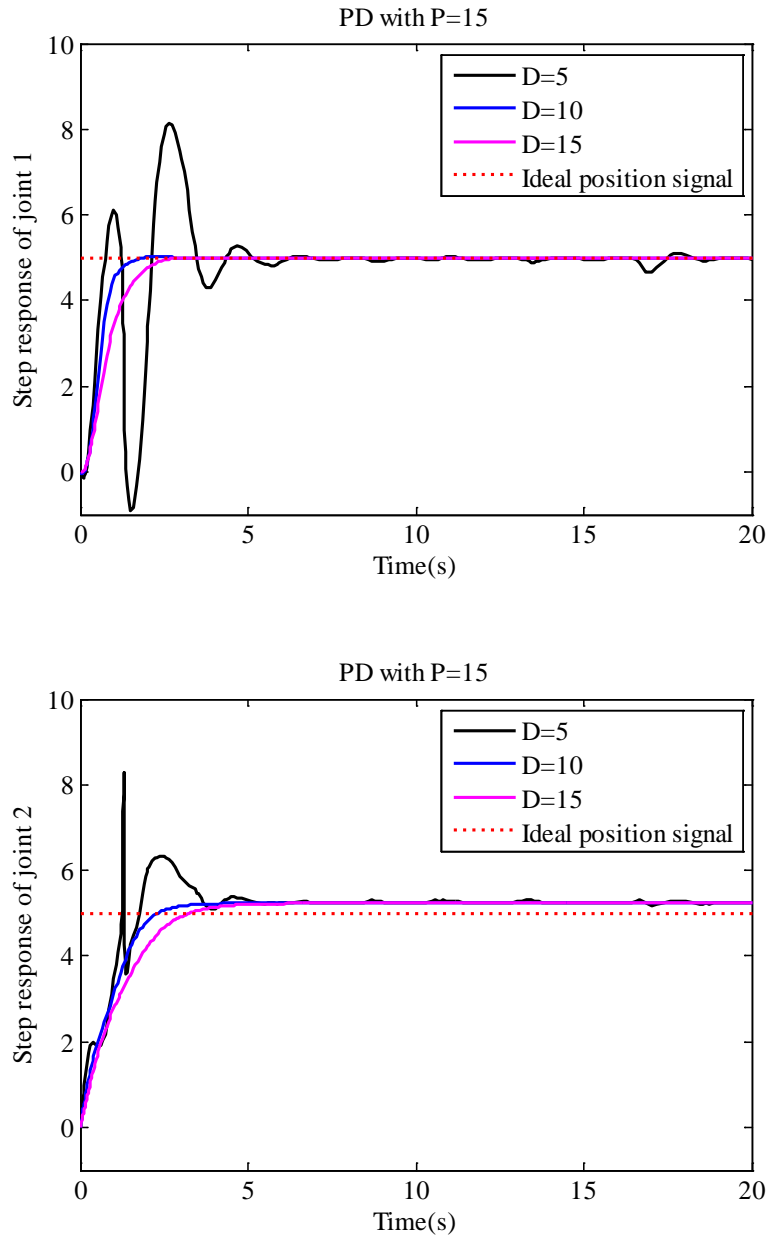 PD with P=15
10
8
6
4
2
0
Step response of joint 1
D=5
D=10
D=15
Ideal position signal
0
5
10
15
20
Time(s)
PD with P=15
10
8
6
4
2
0
Step response of joint 2
D=5
D=10
D=15
Ideal position signal
0
5
10
15
20
Time(s)